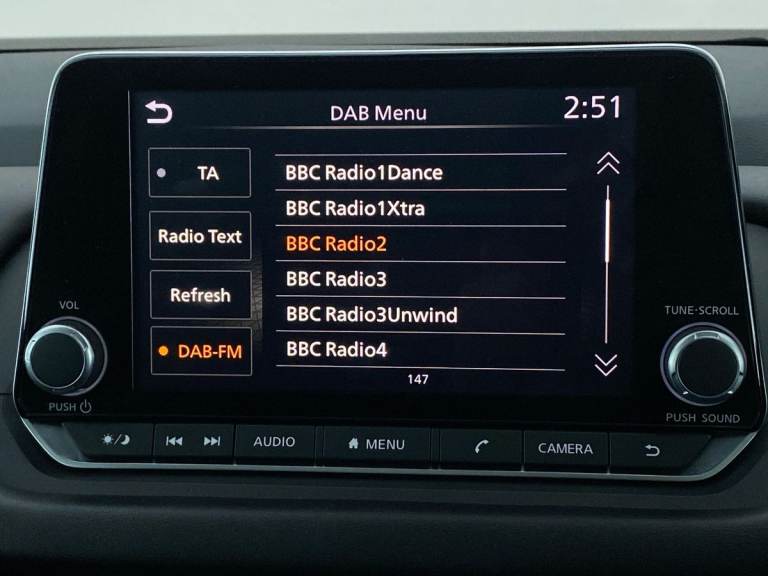 DAB Menu
2:51
TA
Radio Text
Refresh
DAB-FM
BBC Radio1Dance
BBC Radio1Xtra
BBC Radio2
BBC Radio3
BBC Radio3Unwind
BBC Radio4
147
VOL
PUSH
TUNE·SCROLL
PUSH SOUND
AUDIO
MENU
CAMERA